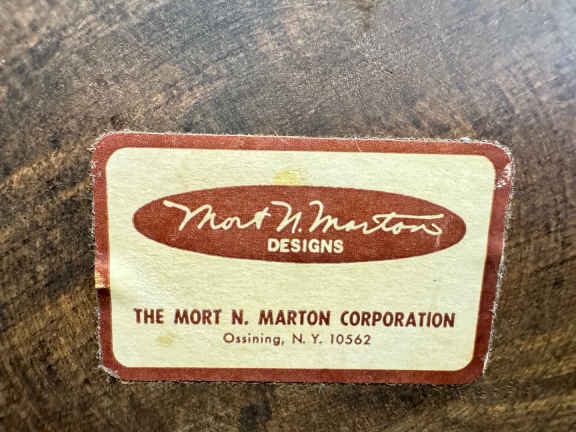 Mort N. Marton
DESIGNS
THE MORT N. MARTON CORPORATION
Ossining, N. Y. 10562